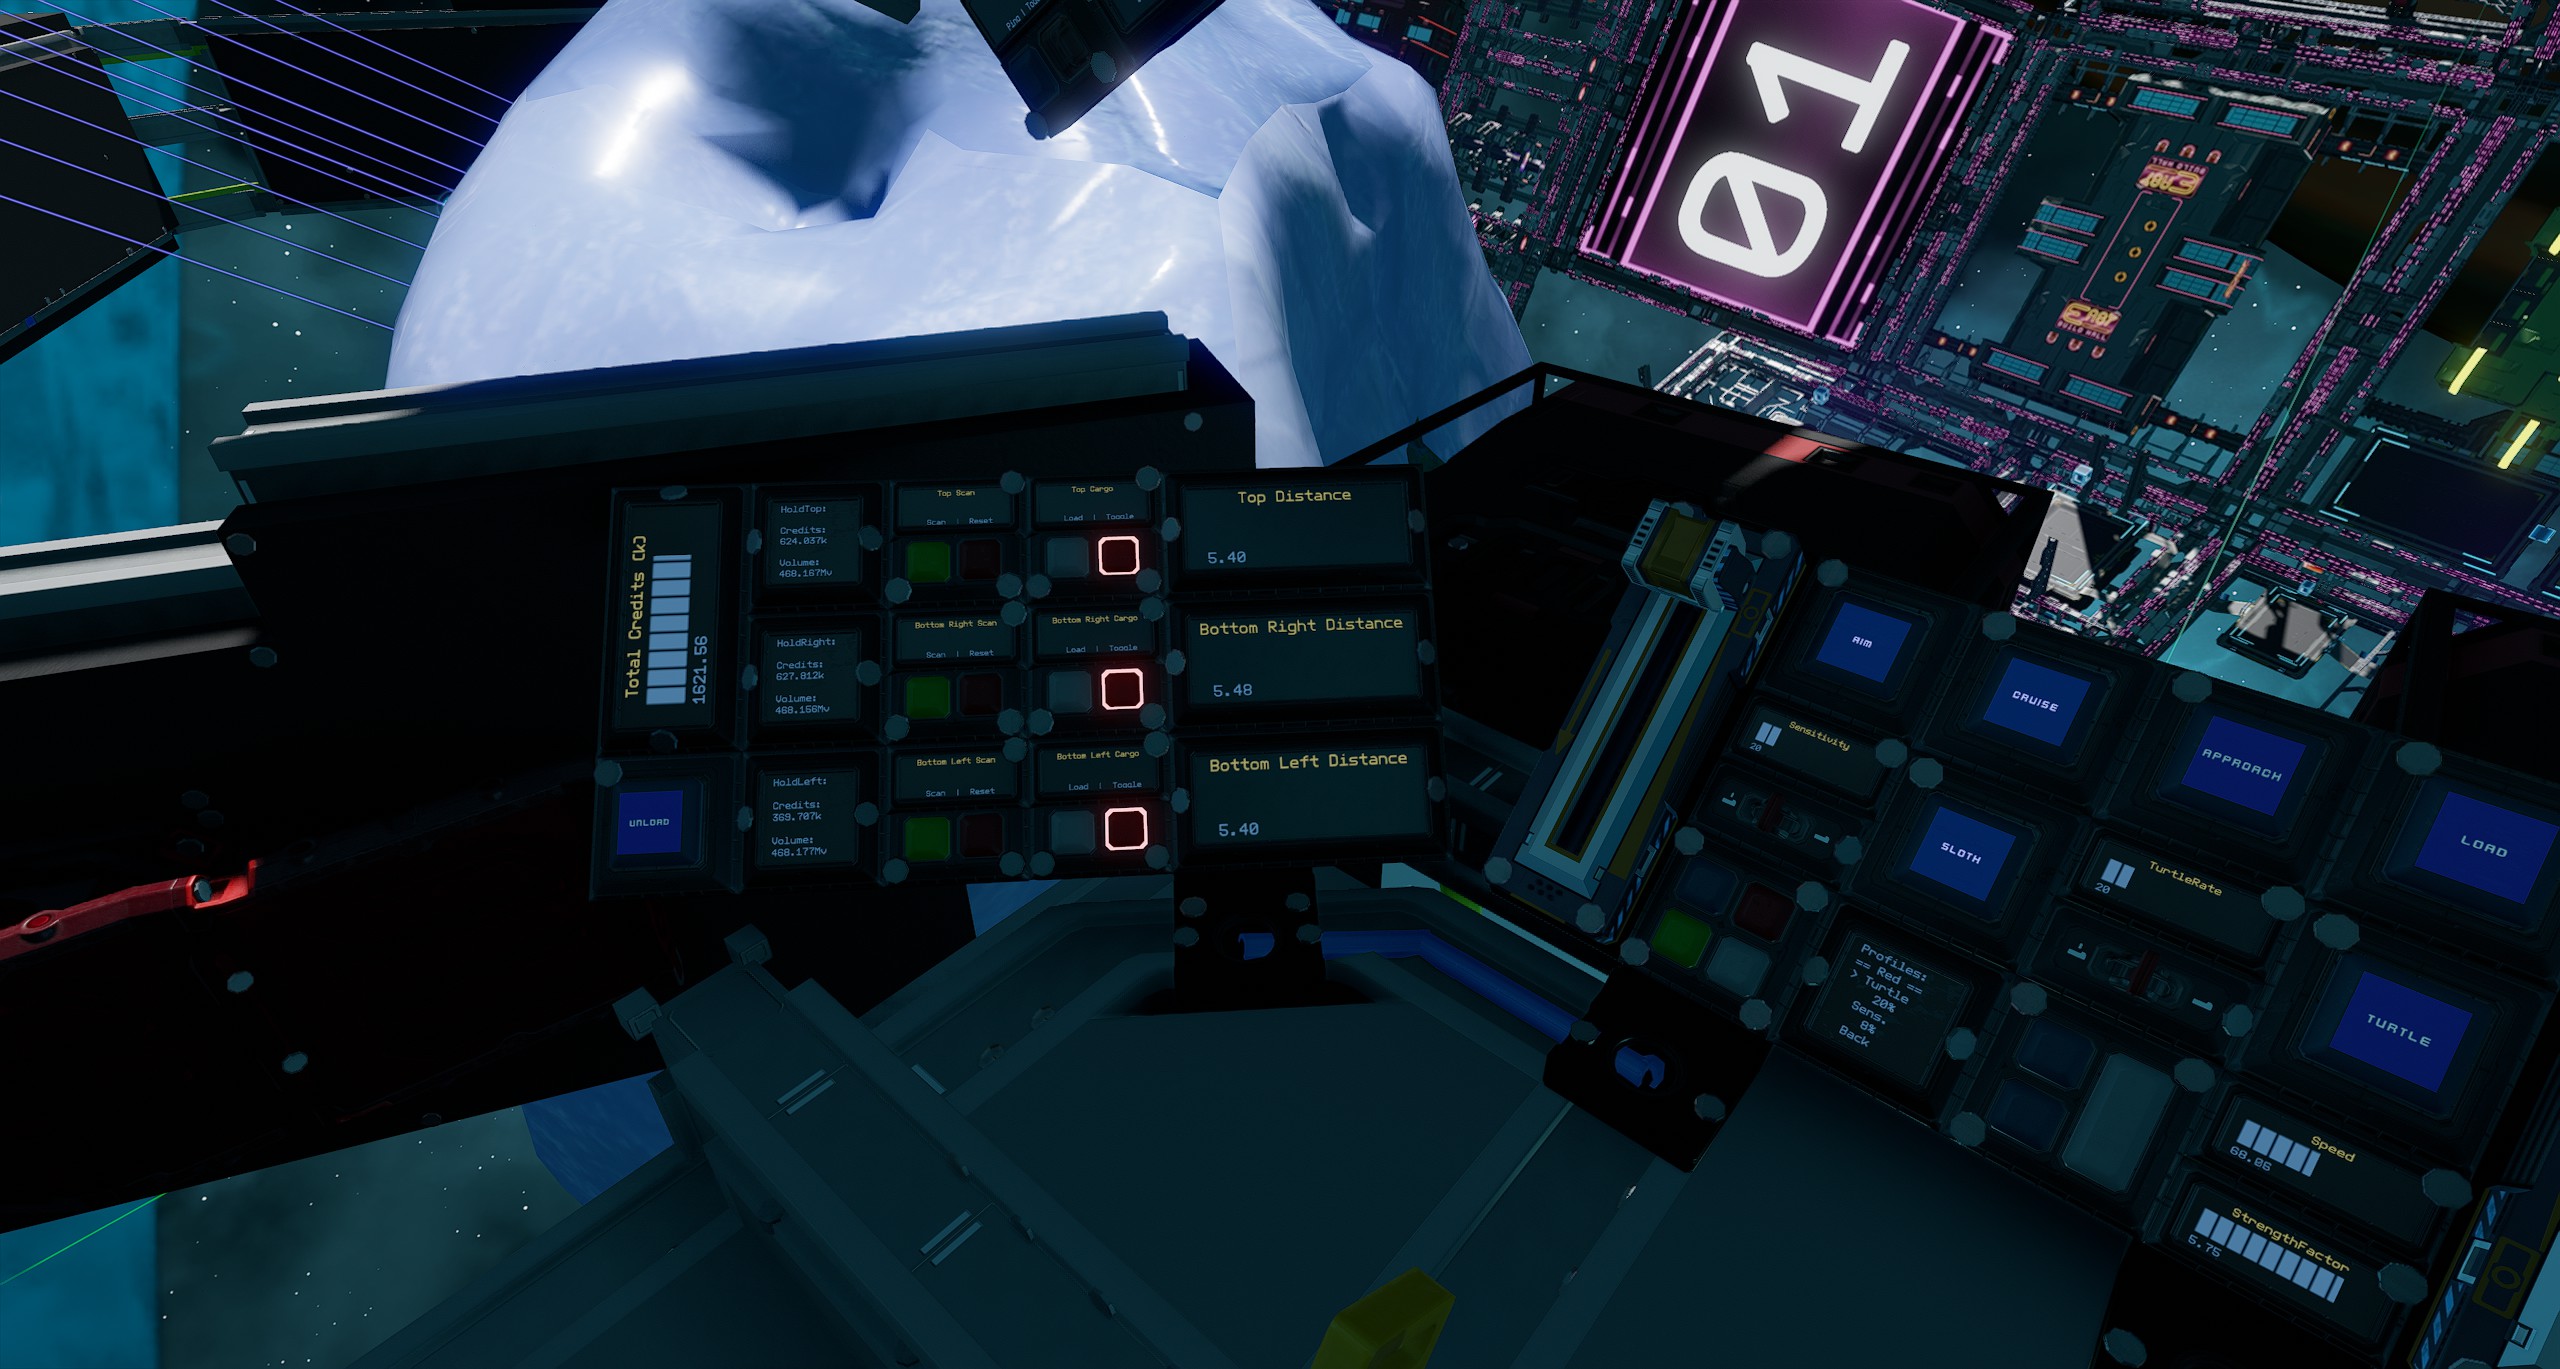 01
Total Credits (k)
1621.56
UNLOAD
HoldTop:
Credits:
624.037k
Volume:
468.167Mv
HoldRight:
Credits:
627.812k
Volume:
468.156Mv
HoldLeft:
Credits:
369.707k
Volume:
468.177Mv
Top Scan
Scan | Reset
Bottom Right Scan
Scan | Reset
Bottom Left Scan
Scan | Reset
Top Cargo
Load | Toggle
Bottom Right Cargo
Load | Toggle
Bottom Left Cargo
Load | Toggle
Top Distance
5.40
Bottom Right Distance
5.48
Bottom Left Distance
5.40
AIM
CRUISE
APPROACH
LOAD
Sensitivity
20
SLOTH
TurtleRate
20
TURTLE
Profiles:
== Red ==
> Turtle
20%
Sens.
8%
Back
Speed
68.06
StrengthFactor
5.75